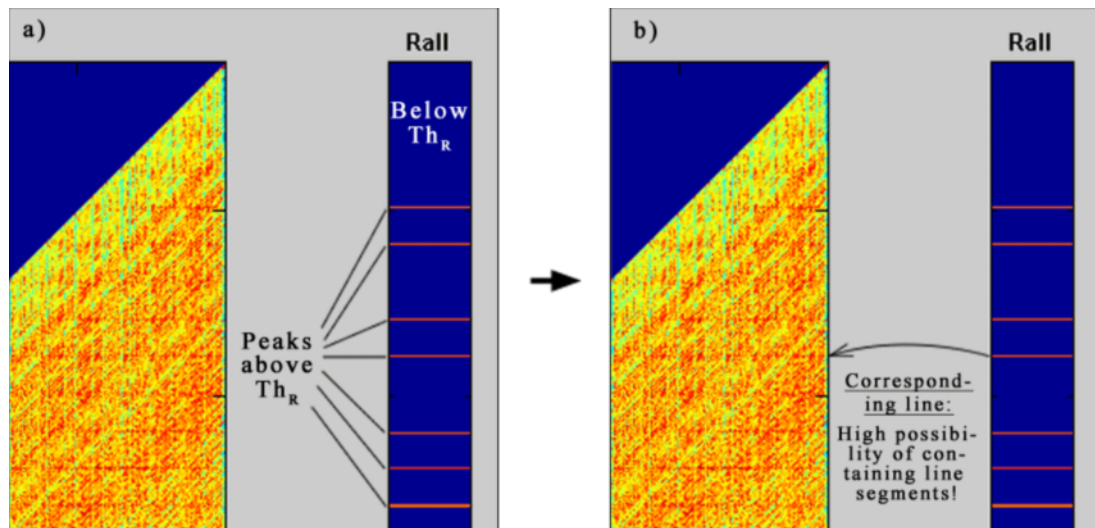 a)
Rall
Below
Th_R
Peaks
above
Th_R
b)
Rall
Correspond-
ing line:
High possibi-
lity of con-
taining line
segments!